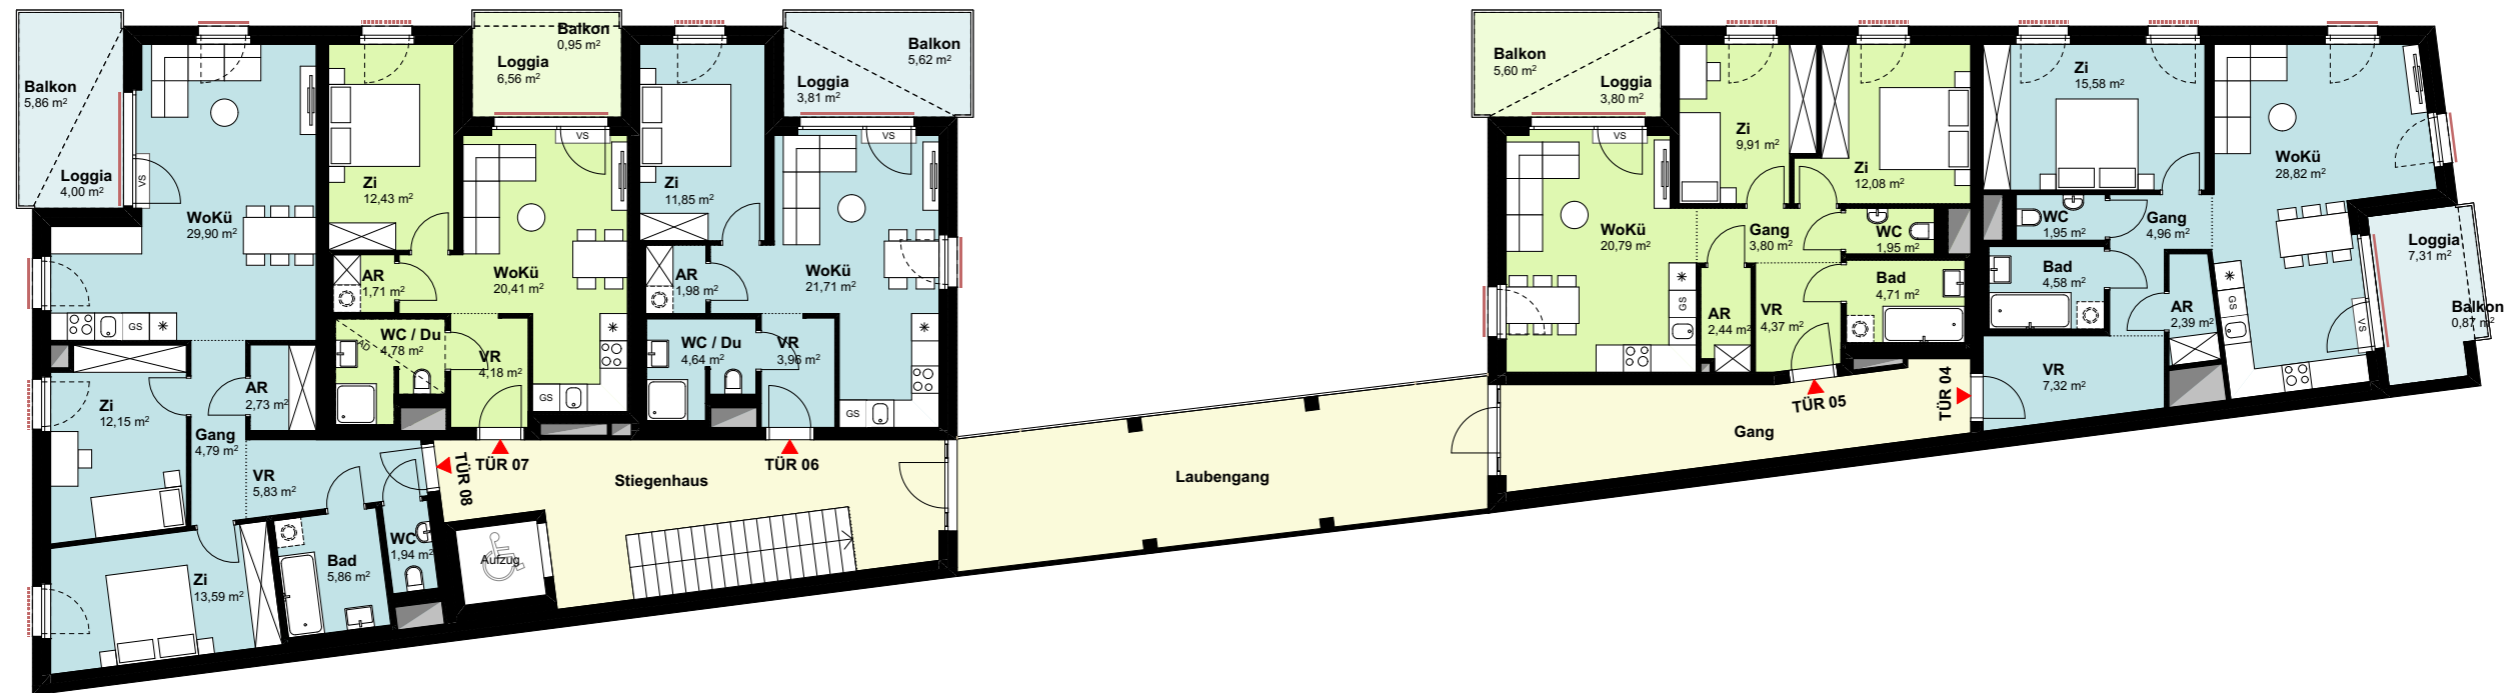 Balkon
5,86 m²
Loggia
4,00 m²
VS
WoKü
29,90 m²
GS
Zi
12,15 m²
AR
2,73 m²
Gang
4,79 m²
VR
5,83 m²
Zi
13,59 m²
Bad
5,86 m²
WC
1,94 m²
TÜR 08
Zi
12,43 m²
Balkon
0,95 m²
Loggia
6,56 m²
VS
WoKü
20,41 m²
AR
1,71 m²
WC / Du
4,78 m²
VR
4,18 m²
GS
TÜR 07
Zi
11,85 m²
Balkon
5,62 m²
Loggia
3,81 m²
VS
WoKü
21,71 m²
AR
1,98 m²
WC / Du
4,64 m²
VR
3,96 m²
GS
TÜR 06
Stiegenhaus
Aufzug
Laubengang
Balkon
5,60 m²
Loggia
3,80 m²
VS
WoKü
20,79 m²
GS
Zi
9,91 m²
Zi
12,08 m²
Gang
3,80 m²
WC
1,95 m²
Bad
4,71 m²
AR
2,44 m²
VR
4,37 m²
TÜR 05
Gang
TÜR 04
Zi
15,58 m²
WoKü
28,82 m²
WC
1,95 m²
Gang
4,96 m²
Bad
4,58 m²
AR
2,39 m²
VR
7,32 m²
GS
VS
Loggia
7,31 m²
Balkon
0,87 m²